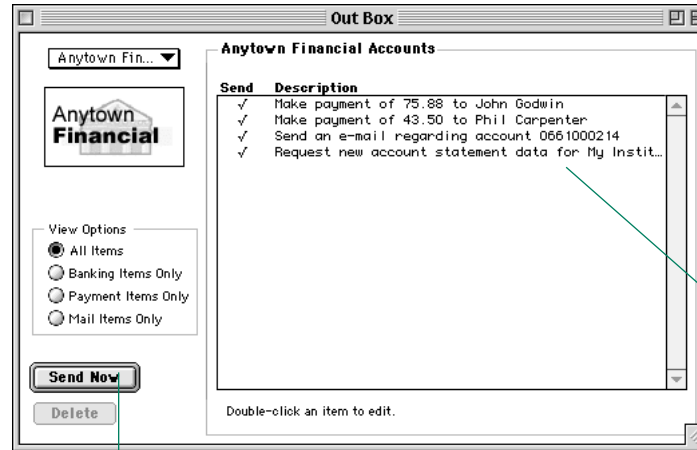 Out Box
Anytown Fin...
Anytown
Financial
Anytown Financial Accounts
Send Description
√ Make payment of 75.88 to John Godwin
√ Make payment of 43.50 to Phil Carpenter
√ Send an e-mail regarding account 0661000214
√ Request new account statement data for My Instit...
View Options
All Items
Banking Items Only
Payment Items Only
Mail Items Only
Send Now
Delete
Double-click an item to edit.